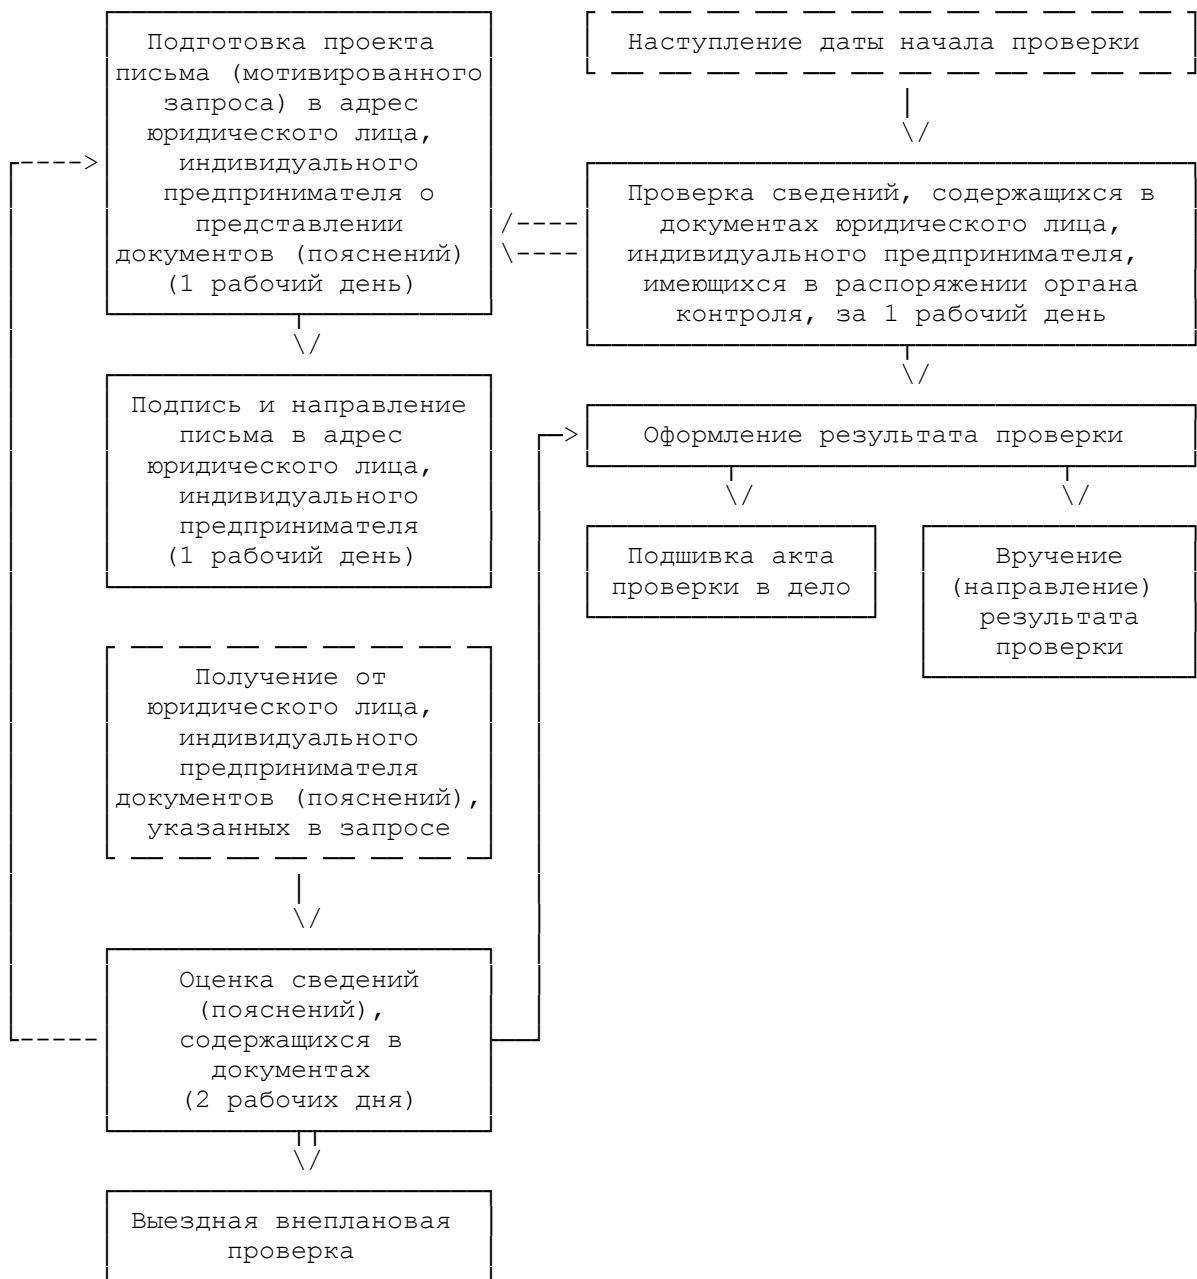 Подготовка проекта
письма (мотивированного
запроса) в адрес
юридического лица,
индивидуального
предпринимателя о
представлении
документов (пояснений)
(1 рабочий день)
Наступление даты начала проверки
Проверка сведений, содержащихся в
документах юридического лица,
индивидуального предпринимателя,
имеющихся в распоряжении органа
контроля, за 1 рабочий день
Подпись и направление
письма в адрес
юридического лица,
индивидуального
предпринимателя
(1 рабочий день)
Оформление результата проверки
Подшивка акта
проверки в дело
Вручение
(направление)
результата
проверки
Получение от
юридического лица,
индивидуального
предпринимателя
документов (пояснений),
указанных в запросе
Оценка сведений
(пояснений),
содержащихся в
документах
(2 рабочих дня)
Выездная внеплановая
проверка